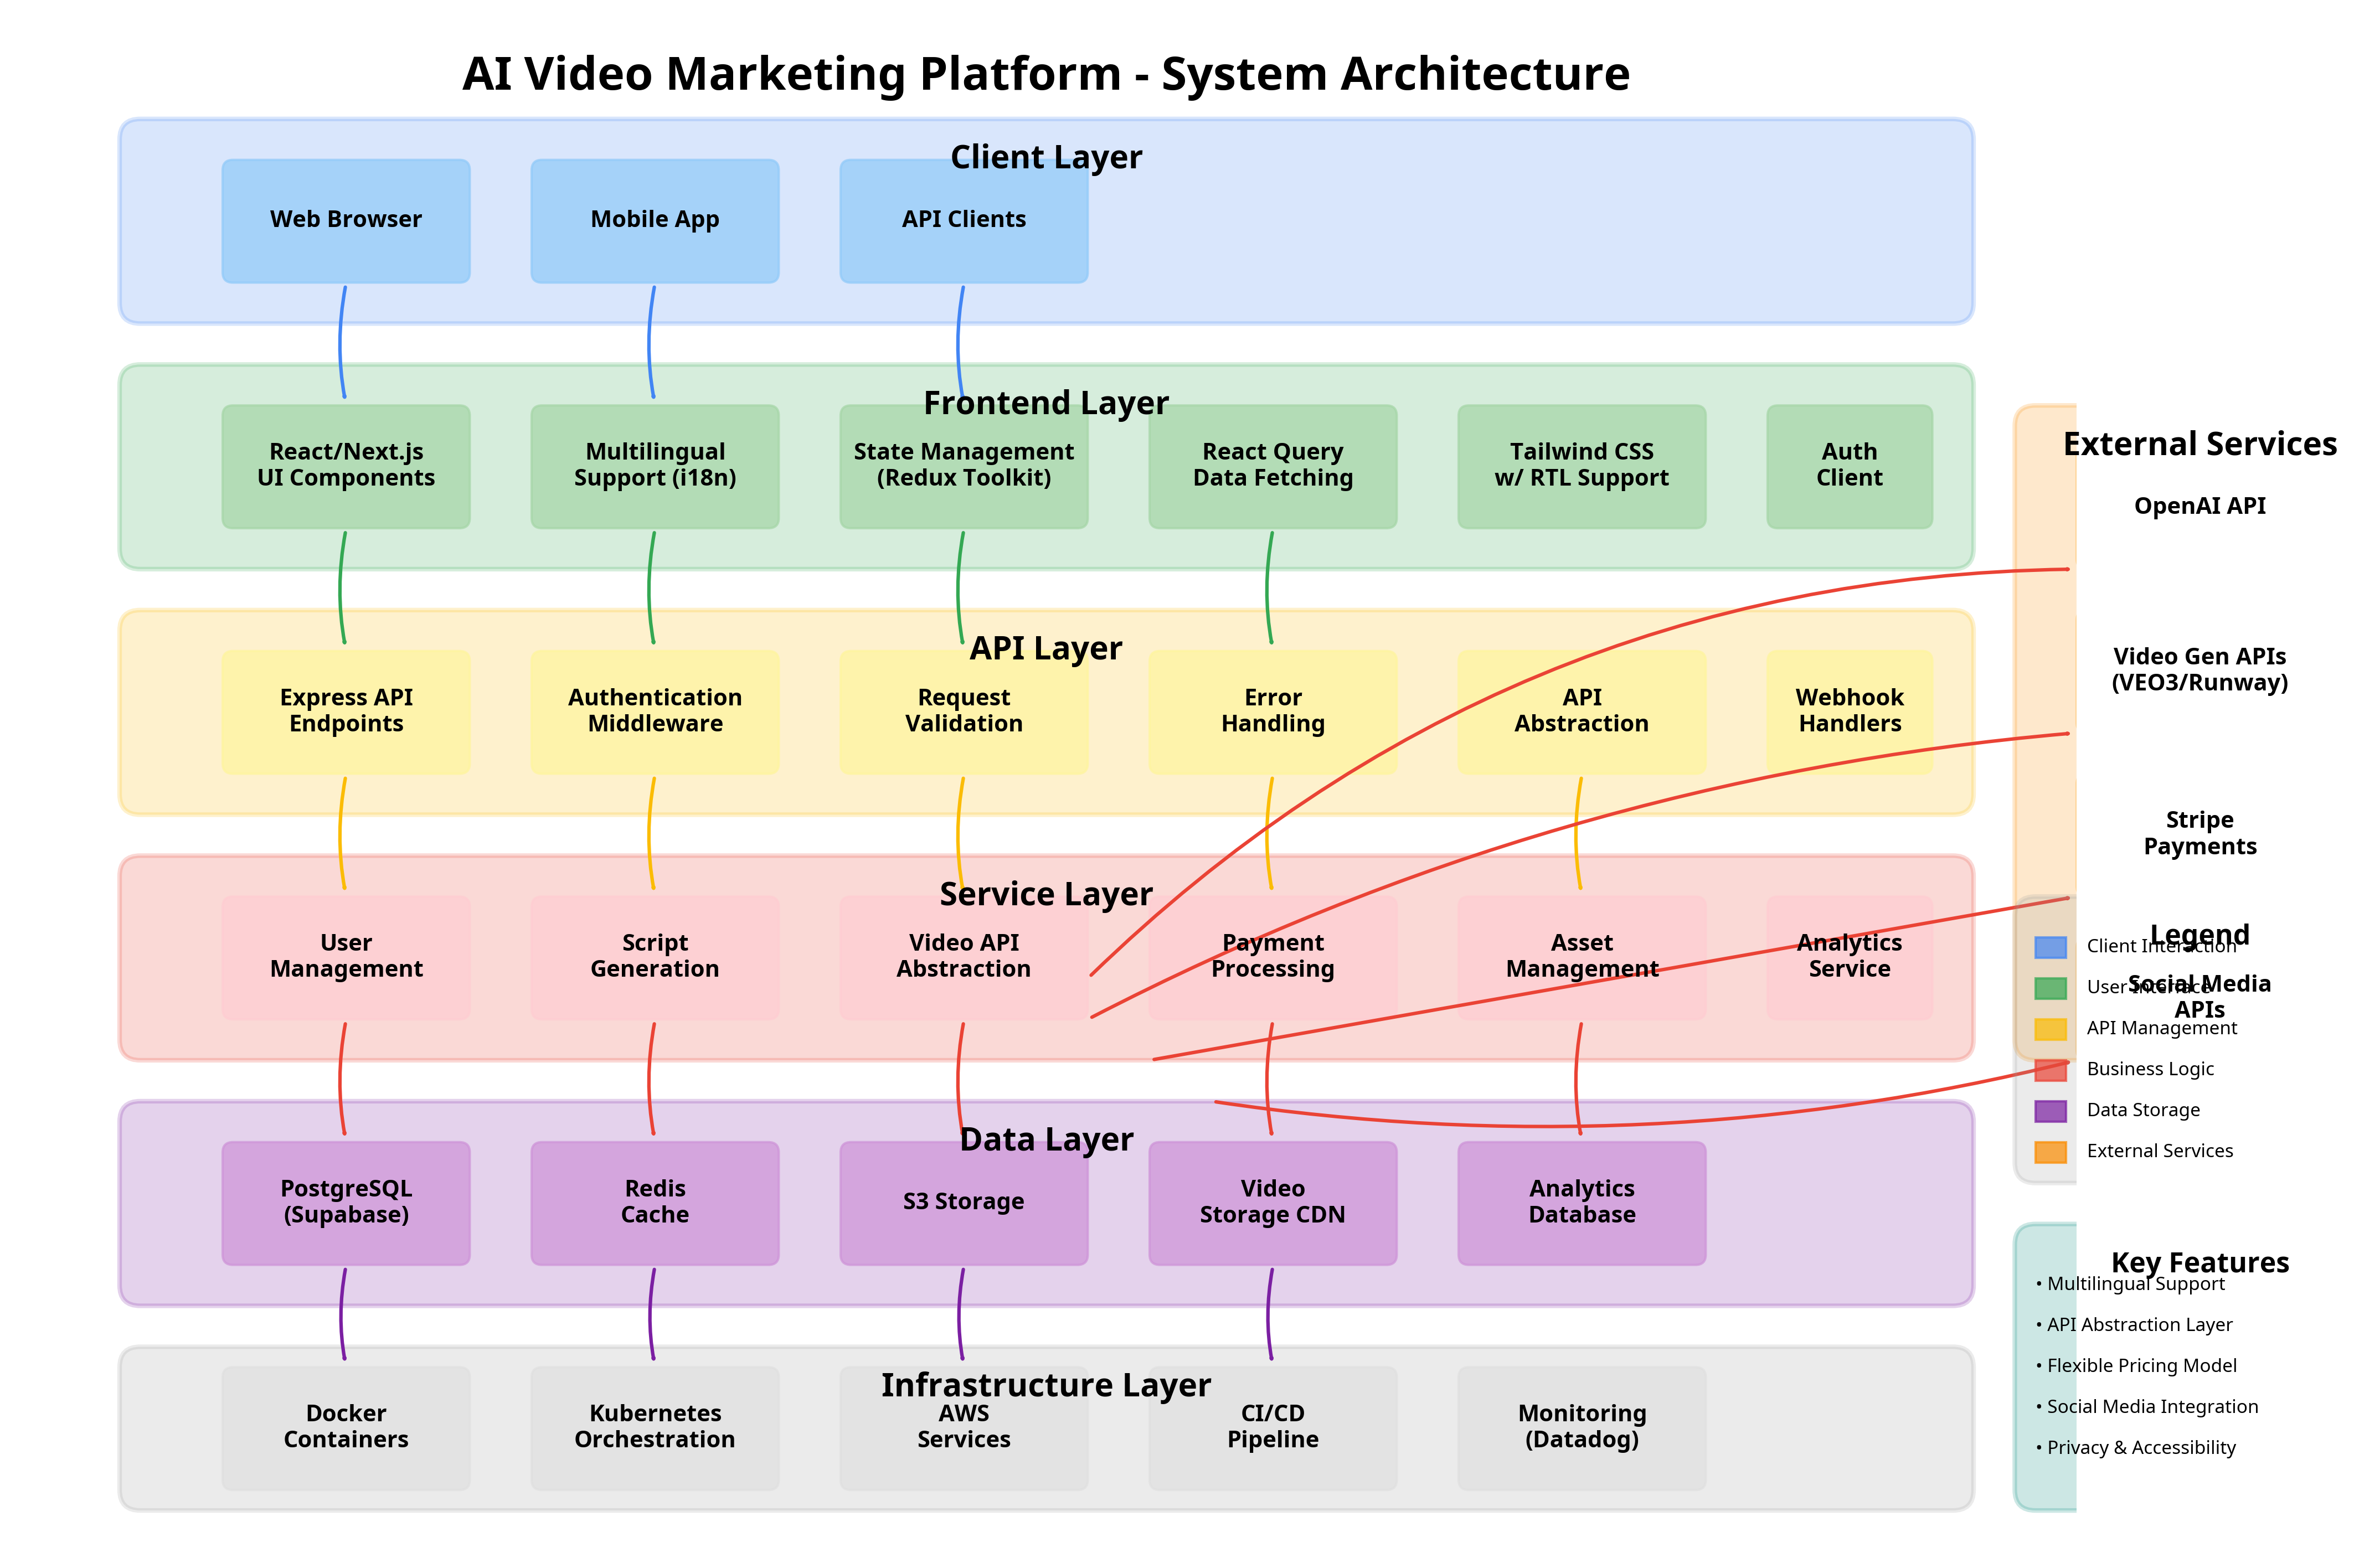 AI Video Marketing Platform - System Architecture
Client Layer
Web Browser
Mobile App
API Clients
Frontend Layer
React/Next.js
UI Components
Multilingual
Support (i18n)
State Management
(Redux Toolkit)
React Query
Data Fetching
Tailwind CSS
w/ RTL Support
Auth
Client
API Layer
Express API
Endpoints
Authentication
Middleware
Request
Validation
Error
Handling
API
Abstraction
Webhook
Handlers
Service Layer
User
Management
Script
Generation
Video API
Abstraction
Payment
Processing
Asset
Management
Analytics
Service
Data Layer
PostgreSQL
(Supabase)
Redis
Cache
S3 Storage
Video
Storage CDN
Analytics
Database
Infrastructure Layer
Docker
Containers
Kubernetes
Orchestration
AWS
Services
CI/CD
Pipeline
Monitoring
(Datadog)
External Services
OpenAI API
Video Gen APIs
(VEO3/Runway)
Stripe
Payments
Social Media
APIs
Legend
Client Interaction
User Interface
API Management
Business Logic
Data Storage
External Services
Key Features
• Multilingual Support
• API Abstraction Layer
• Flexible Pricing Model
• Social Media Integration
• Privacy & Accessibility